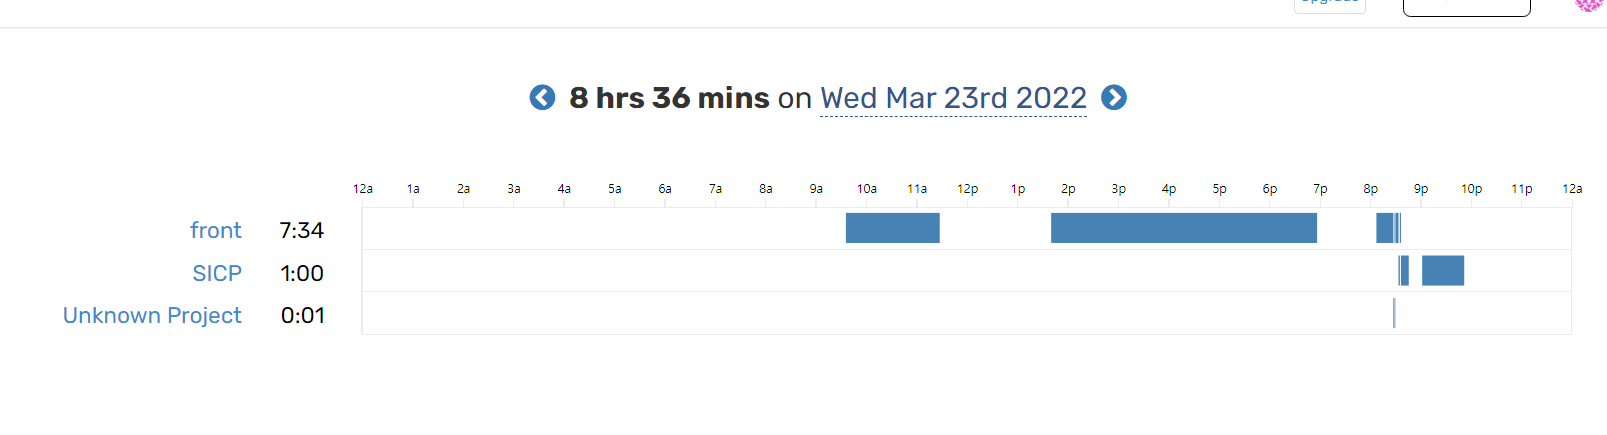 8 hrs 36 mins on Wed Mar 23rd 2022
12a 1a 2a 3a 4a 5a 6a 7a 8a 9a 10a 11a 12p 1p 2p 3p 4p 5p 6p 7p 8p 9p 10p 11p 12a
front 7:34
SICP 1:00
Unknown Project 0:01